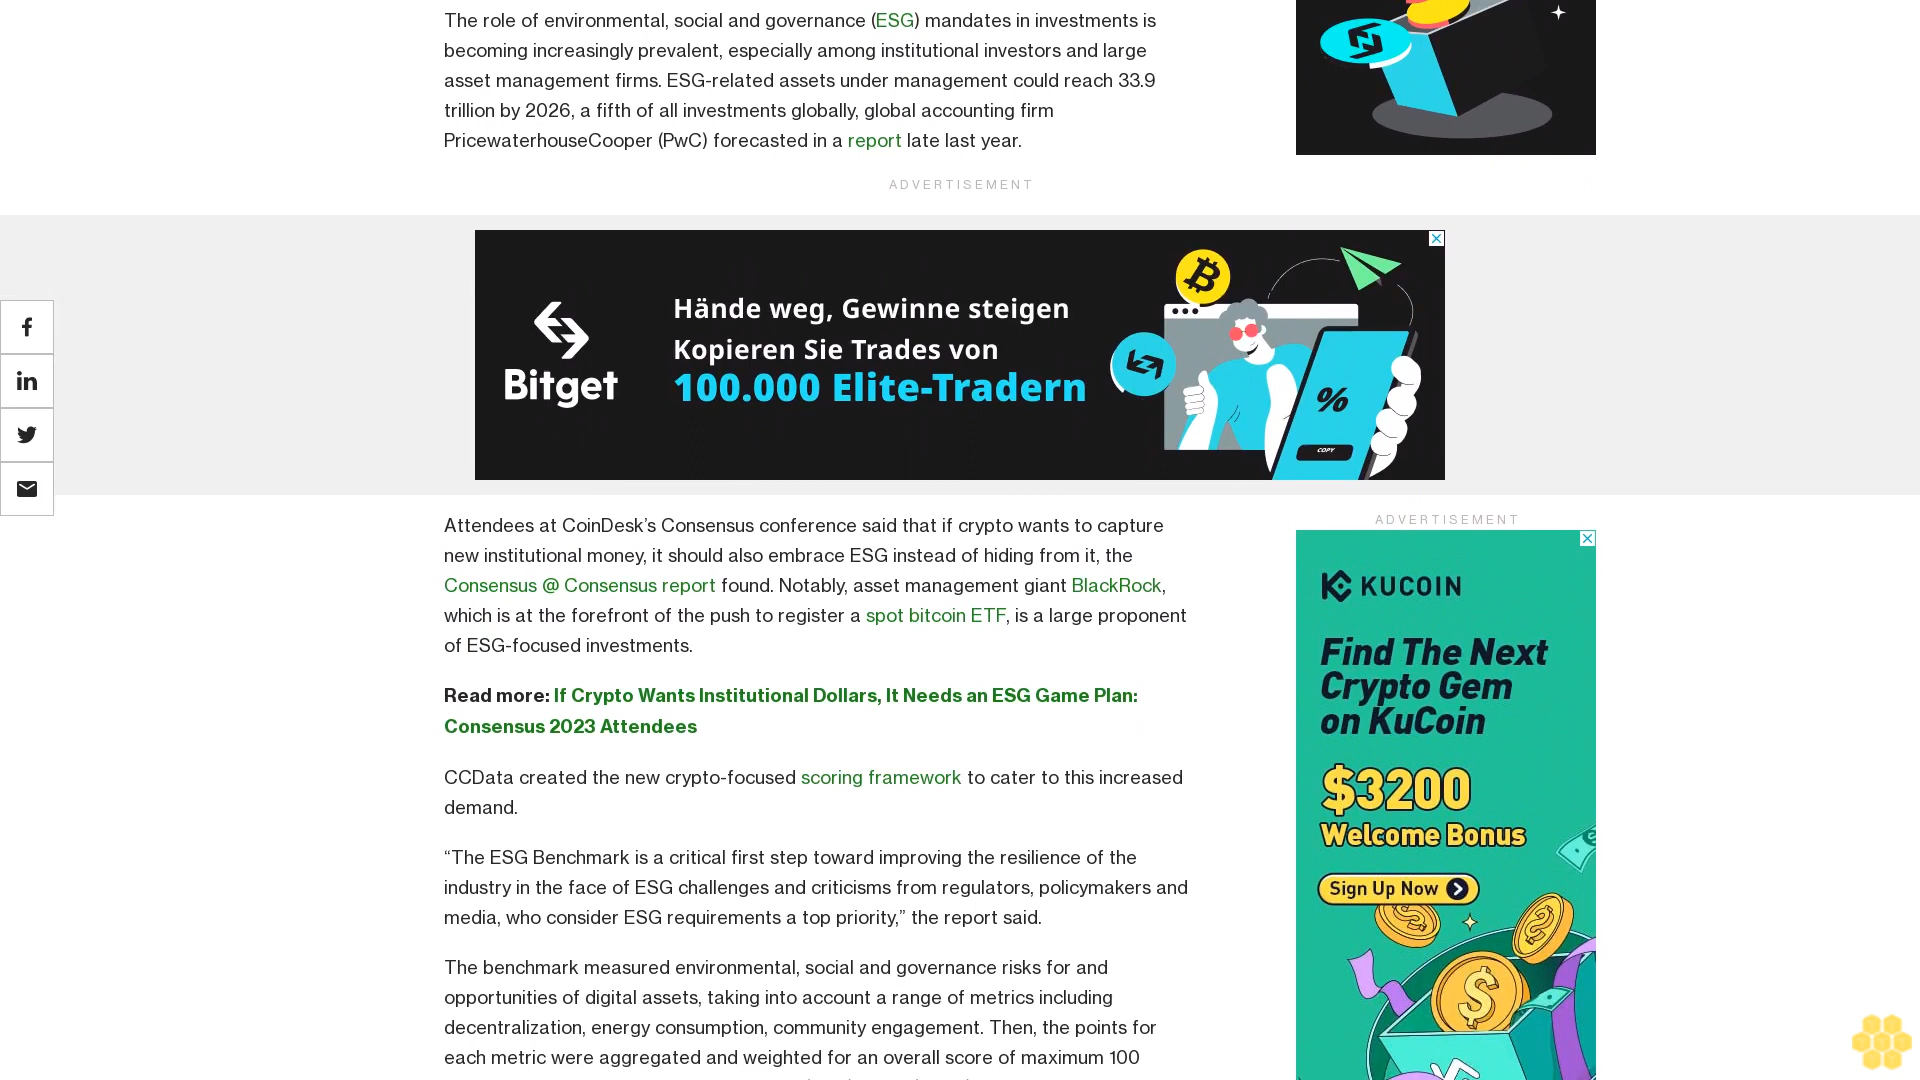 The role of environmental, social and governance (ESG) mandates in investments is
becoming increasingly prevalent, especially among institutional investors and large
asset management firms. ESG-related assets under management could reach 33.9
trillion by 2026, a fifth of all investments globally, global accounting firm
PricewaterhouseCooper (PwC) forecasted in a report late last year.
ADVERTISEMENT
Bitget
Hände weg, Gewinne steigen
Kopieren Sie Trades von
100.000 Elite-Tradern
%
COPY
Attendees at CoinDesk’s Consensus conference said that if crypto wants to capture
new institutional money, it should also embrace ESG instead of hiding from it, the
Consensus @ Consensus report found. Notably, asset management giant BlackRock,
which is at the forefront of the push to register a spot bitcoin ETF, is a large proponent
of ESG-focused investments.
Read more: If Crypto Wants Institutional Dollars, It Needs an ESG Game Plan:
Consensus 2023 Attendees
CCData created the new crypto-focused scoring framework to cater to this increased
demand.
“The ESG Benchmark is a critical first step toward improving the resilience of the
industry in the face of ESG challenges and criticisms from regulators, policymakers and
media, who consider ESG requirements a top priority,” the report said.
The benchmark measured environmental, social and governance risks for and
opportunities of digital assets, taking into account a range of metrics including
decentralization, energy consumption, community engagement. Then, the points for
each metric were aggregated and weighted for an overall score of maximum 100
ADVERTISEMENT
KUCOIN
Find The Next
Crypto Gem
on KuCoin
$3200
Welcome Bonus
Sign Up Now